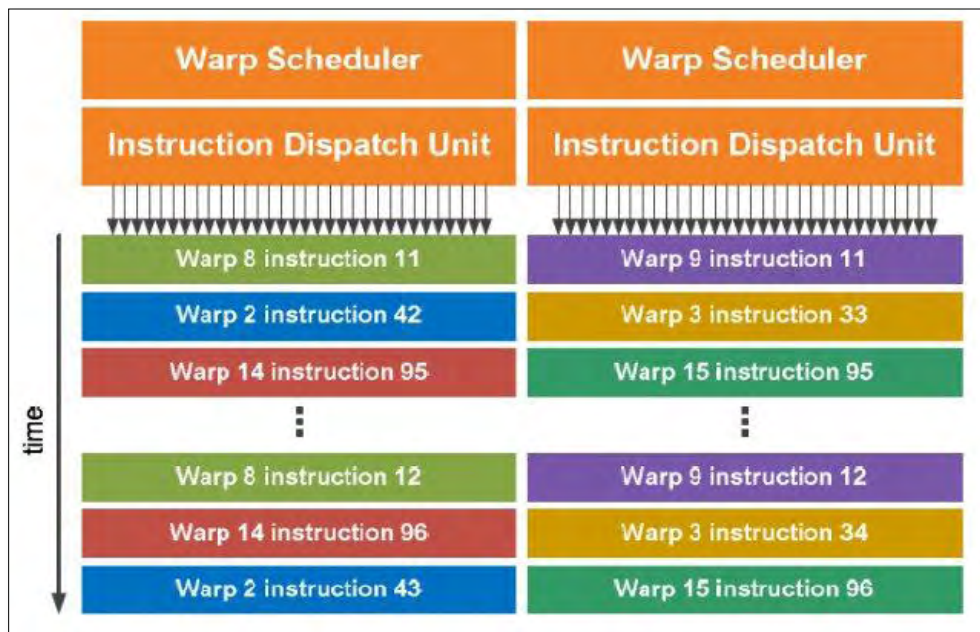 Warp Scheduler
Instruction Dispatch Unit
Warp Scheduler
Instruction Dispatch Unit
time
Warp 8 instruction 11
Warp 2 instruction 42
Warp 14 instruction 95
Warp 8 instruction 12
Warp 14 instruction 96
Warp 2 instruction 43
Warp 9 instruction 11
Warp 3 instruction 33
Warp 15 instruction 95
Warp 9 instruction 12
Warp 3 instruction 34
Warp 15 instruction 96